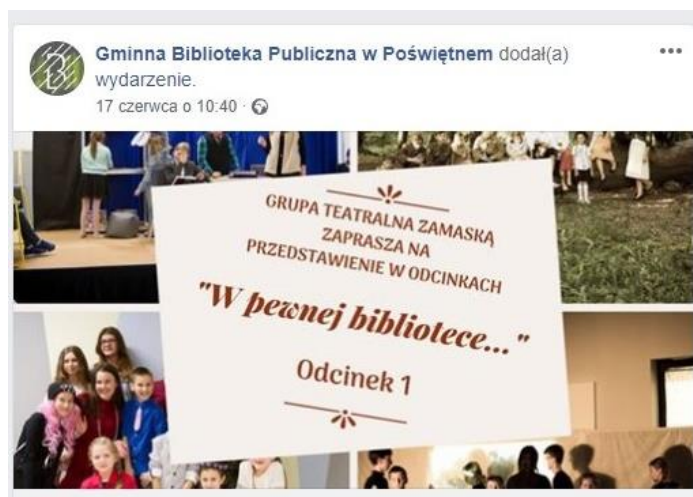 Gminna Biblioteka Publiczna w Poświętnem dodał(a)
wydarzenie.
17 czerwca o 10:40 ·
GRUPA TEATRALNA ZAMASKĄ
ZAPRASZA NA
PRZEDSTAWIENIE W ODCINKACH
"W pewnej bibliotece..."
Odcinek 1